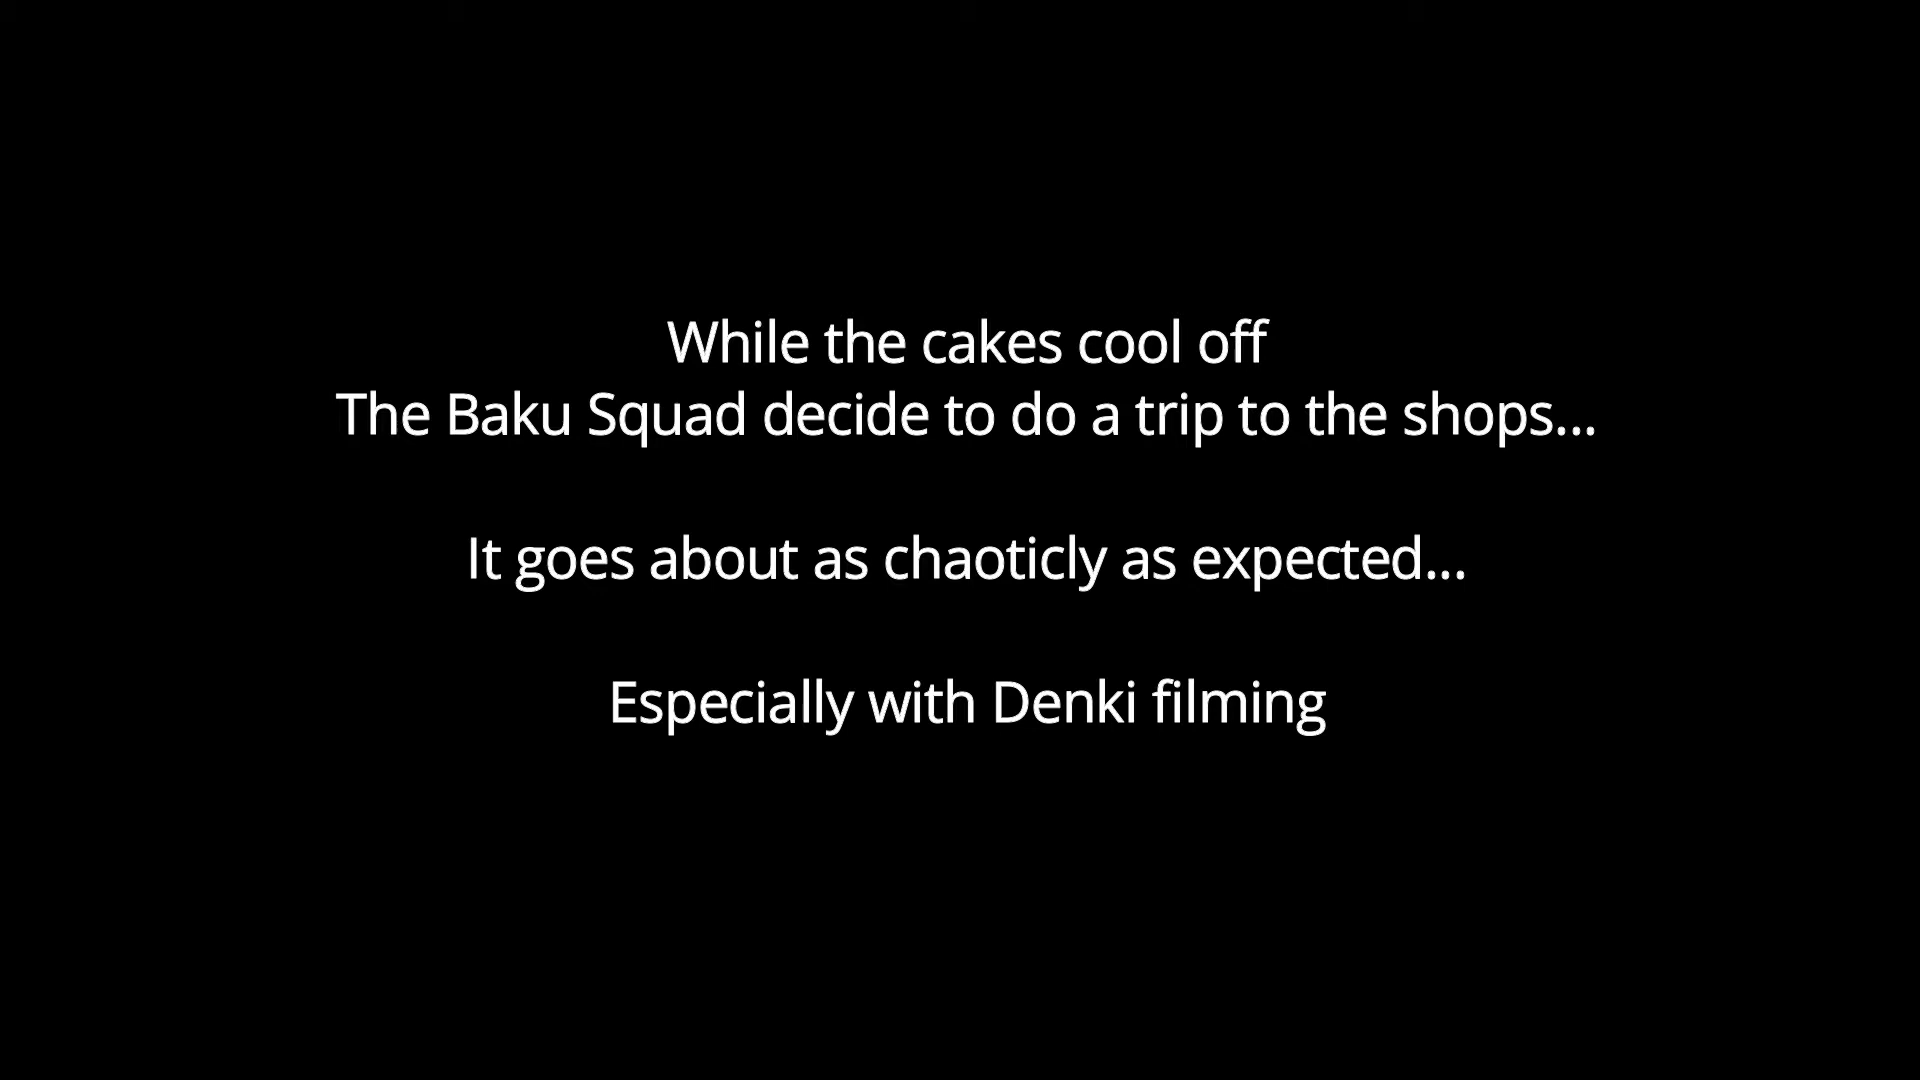 While the cakes cool off
The Baku Squad decide to do a trip to the shops...
It goes about as chaoticly as expected...
Especially with Denki filming